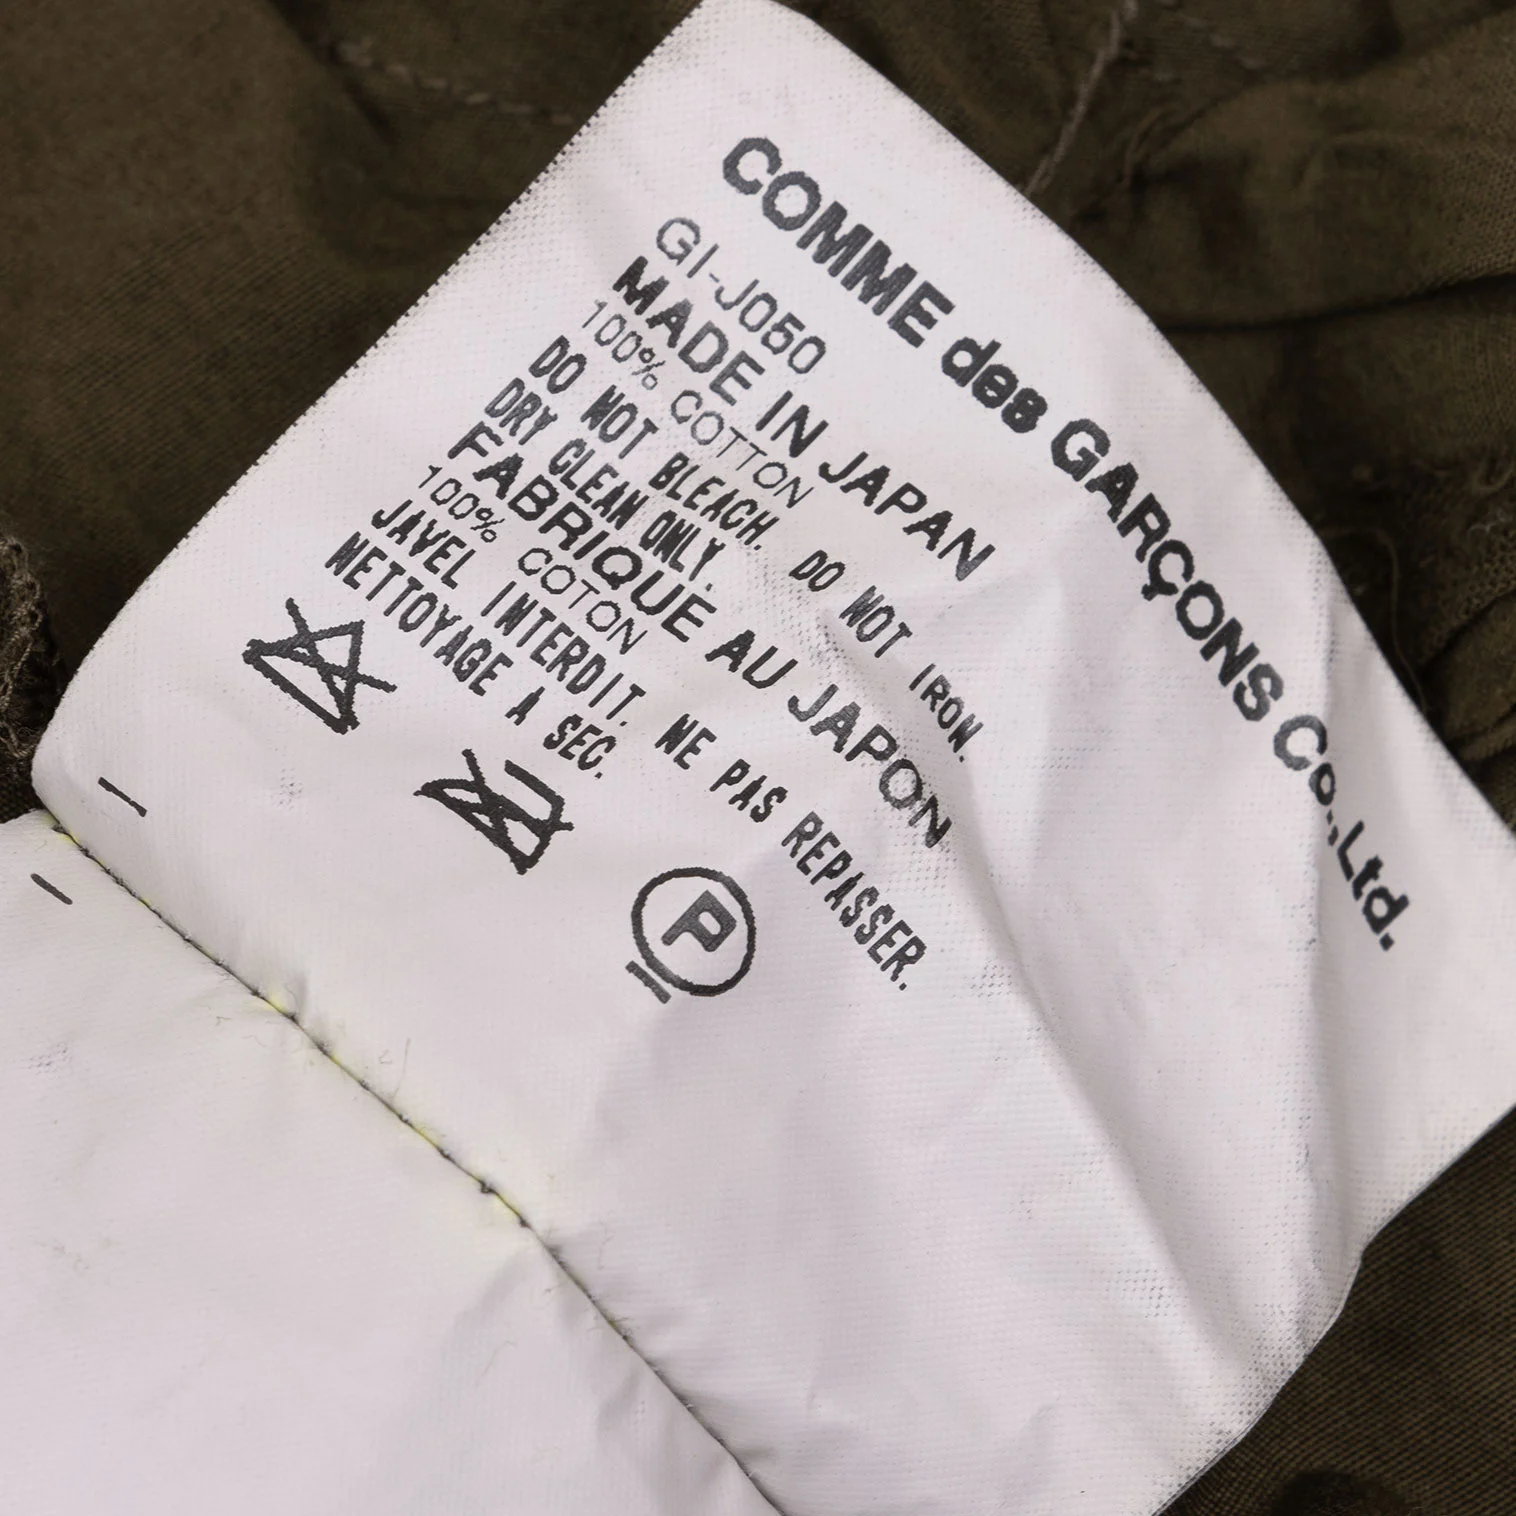 COMME des GARÇONS Co.,Ltd.
GI-J050
MADE IN JAPAN
100% COTTON
DO NOT BLEACH. DO NOT IRON.
DRY CLEAN ONLY.
FABRIQUÉ AU JAPON
100% COTON
JAVEL INTERDIT. NE PAS REPASSER.
NETTOYAGE A SEC.
P